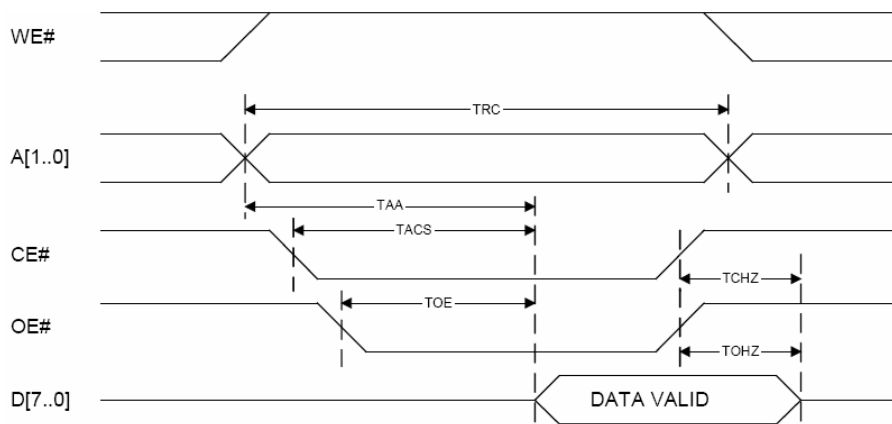 WE#
TRC
A[1..0]
TAA
TACS
CE#
TCHZ
TOE
OE#
TOHZ
D[7..0]
DATA VALID